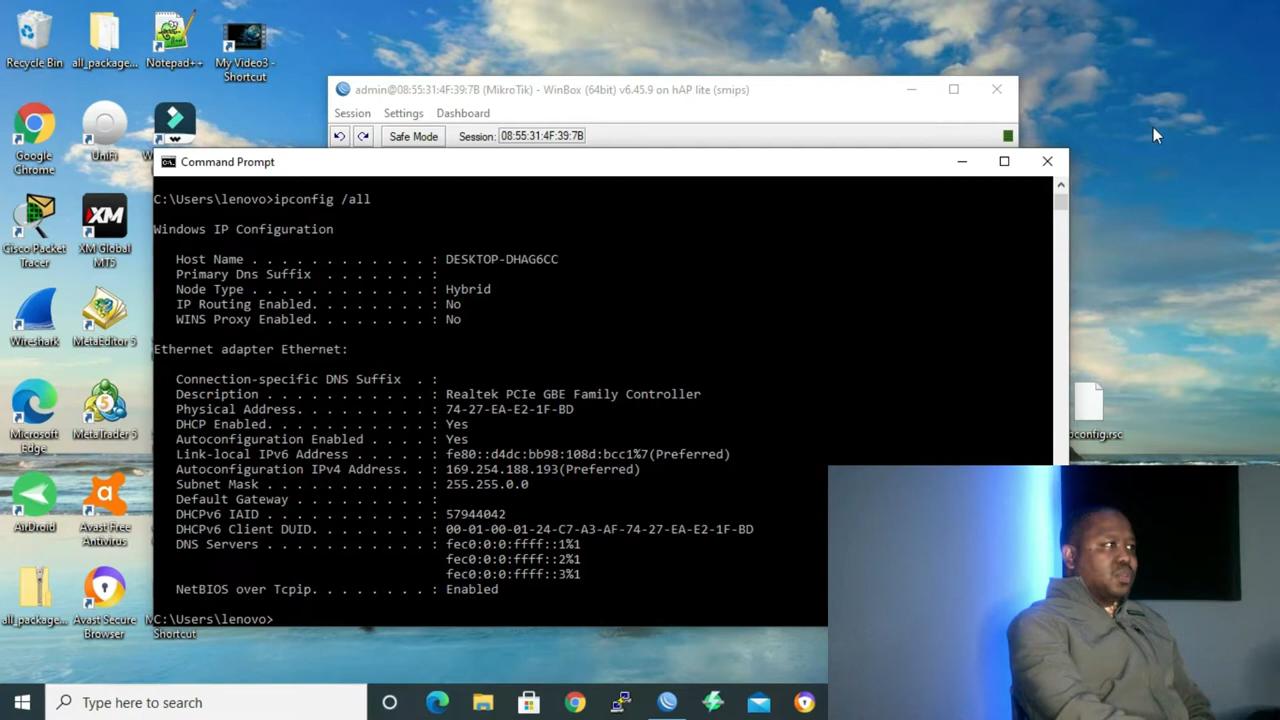 Recycle Bin
all_package...
Notepad++
My Video3 -
Shortcut
Google
Chrome
UniFi
W
Cisco Packet
Tracer
XM
XM Global
MT5
Wireshark
MetaEditor 5
Microsoft
Edge
5
MetaTrader 5
AirDroid
Avast Free
Antivirus
all_package...
Avast Secure
Browser
Shortcut
admin@08:55:31:4F:39:7B (MikroTik) - WinBox (64bit) v6.45.9 on hAP lite (smips)
Session Settings Dashboard
Safe Mode Session: 08:55:31:4F:39:7B
Command Prompt
C:\Users\lenovo>ipconfig /all
Windows IP Configuration
Host Name . . . . . . . . . . . . : DESKTOP-DHAG6CC
Primary Dns Suffix . . . . . . . :
Node Type . . . . . . . . . . . . : Hybrid
IP Routing Enabled. . . . . . . . : No
WINS Proxy Enabled. . . . . . . . : No
Ethernet adapter Ethernet:
Connection-specific DNS Suffix . :
Description . . . . . . . . . . . : Realtek PCIe GBE Family Controller
Physical Address. . . . . . . . . : 74-27-EA-E2-1F-BD
DHCP Enabled. . . . . . . . . . . : Yes
Autoconfiguration Enabled . . . . : Yes
Link-local IPv6 Address . . . . . : fe80::d4dc:bb98:108d:bcc1%7(Preferred)
Autoconfiguration IPv4 Address. . : 169.254.188.193(Preferred)
Subnet Mask . . . . . . . . . . . : 255.255.0.0
Default Gateway . . . . . . . . . :
DHCPv6 IAID . . . . . . . . . . . : 57944042
DHCPv6 Client DUID. . . . . . . . : 00-01-00-01-24-C7-A3-AF-74-27-EA-E2-1F-BD
DNS Servers . . . . . . . . . . . : fec0:0:0:ffff::1%1
fec0:0:0:ffff::2%1
fec0:0:0:ffff::3%1
NetBIOS over Tcpip. . . . . . . . : Enabled
C:\Users\lenovo>
config.rsc
Type here to search